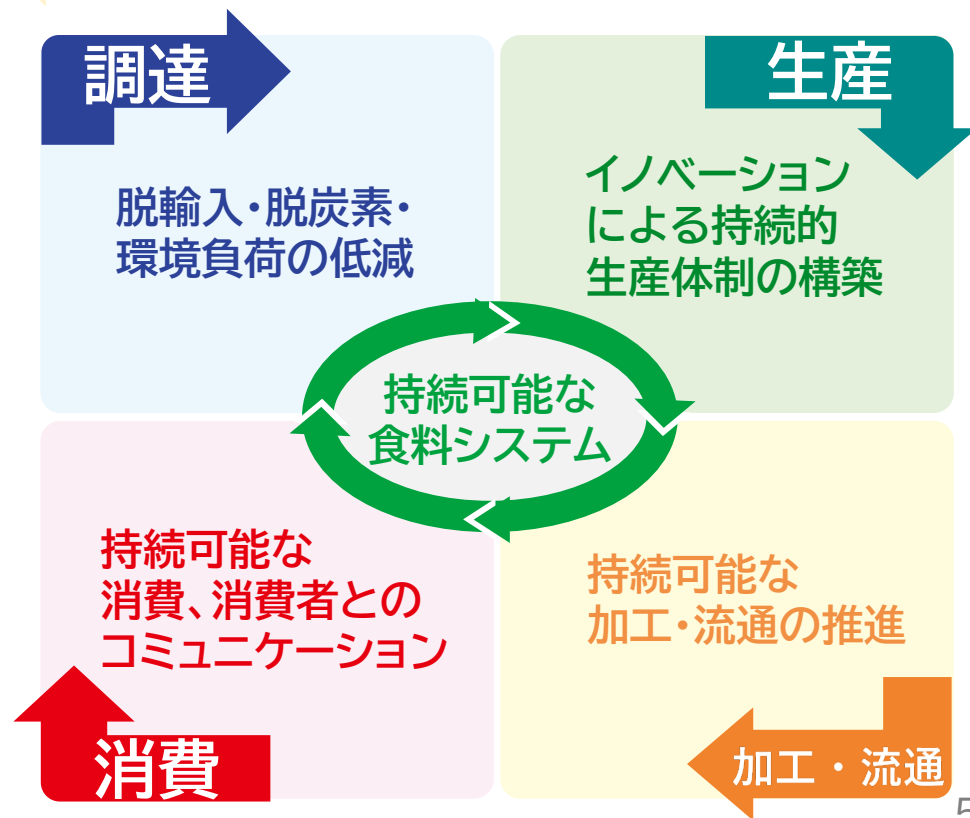 調達
脱輸入・脱炭素・
環境負荷の低減
生産
イノベーション
による持続的
生産体制の構築
持続可能な
食料システム
持続可能な
消費、消費者との
コミュニケーション
消費
持続可能な
加工・流通の推進
加工・流通